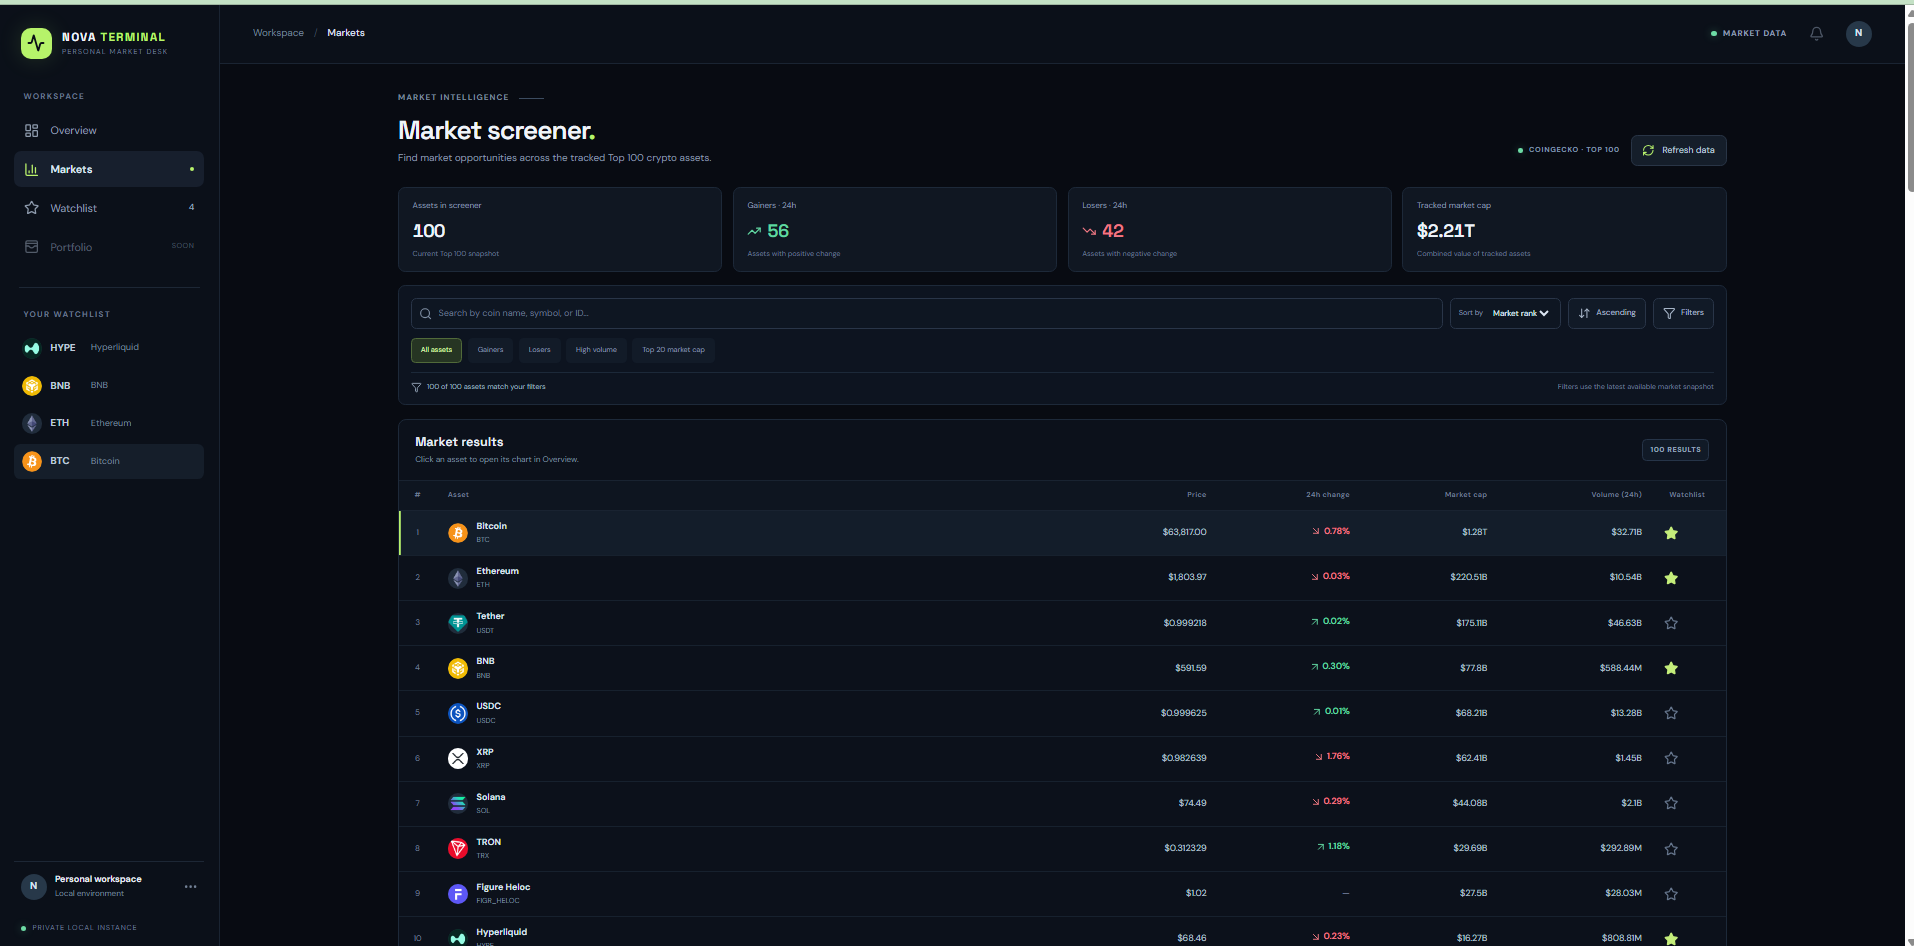 NOVA TERMINAL
PERSONAL MARKET DESK
WORKSPACE
Overview
Markets
Watchlist 4
Portfolio SOON
YOUR WATCHLIST
HYPE Hyperliquid
BNB BNB
ETH Ethereum
BTC Bitcoin
N Personal workspace
Local environment
PRIVATE LOCAL INSTANCE
Workspace / Markets
MARKET DATA N
MARKET INTELLIGENCE
Market screener.
Find market opportunities across the tracked Top 100 crypto assets.
COINGECKO · TOP 100 Refresh data
Assets in screener
100
Current Top 100 snapshot
Gainers · 24h
56
Assets with positive change
Losers · 24h
42
Assets with negative change
Tracked market cap
$2.21T
Combined value of tracked assets
Search by coin name, symbol, or ID...
Sort by Market rank Ascending Filters
All assets Gainers Losers High volume Top 20 market cap
100 of 100 assets match your filters
Filters use the latest available market snapshot
Market results
Click an asset to open its chart in Overview.
100 RESULTS
# Asset Price 24h change Market cap Volume (24h) Watchlist
1 Bitcoin BTC $63,817.00 0.78% $1.28T $32.71B
2 Ethereum ETH $1,803.97 0.03% $220.51B $10.54B
3 Tether USDT $0.999218 0.02% $175.11B $46.63B
4 BNB BNB $591.59 0.30% $77.8B $588.44M
5 USDC USDC $0.999625 0.01% $68.21B $13.28B
6 XRP XRP $0.982639 1.76% $62.41B $1.45B
7 Solana SOL $74.49 0.29% $44.08B $2.1B
8 TRON TRX $0.312329 1.18% $29.69B $292.89M
9 Figure Heloc FIGR_HELOC $1.02 — $27.5B $28.03M
10 Hyperliquid HYPE $68.46 0.23% $16.27B $808.81M